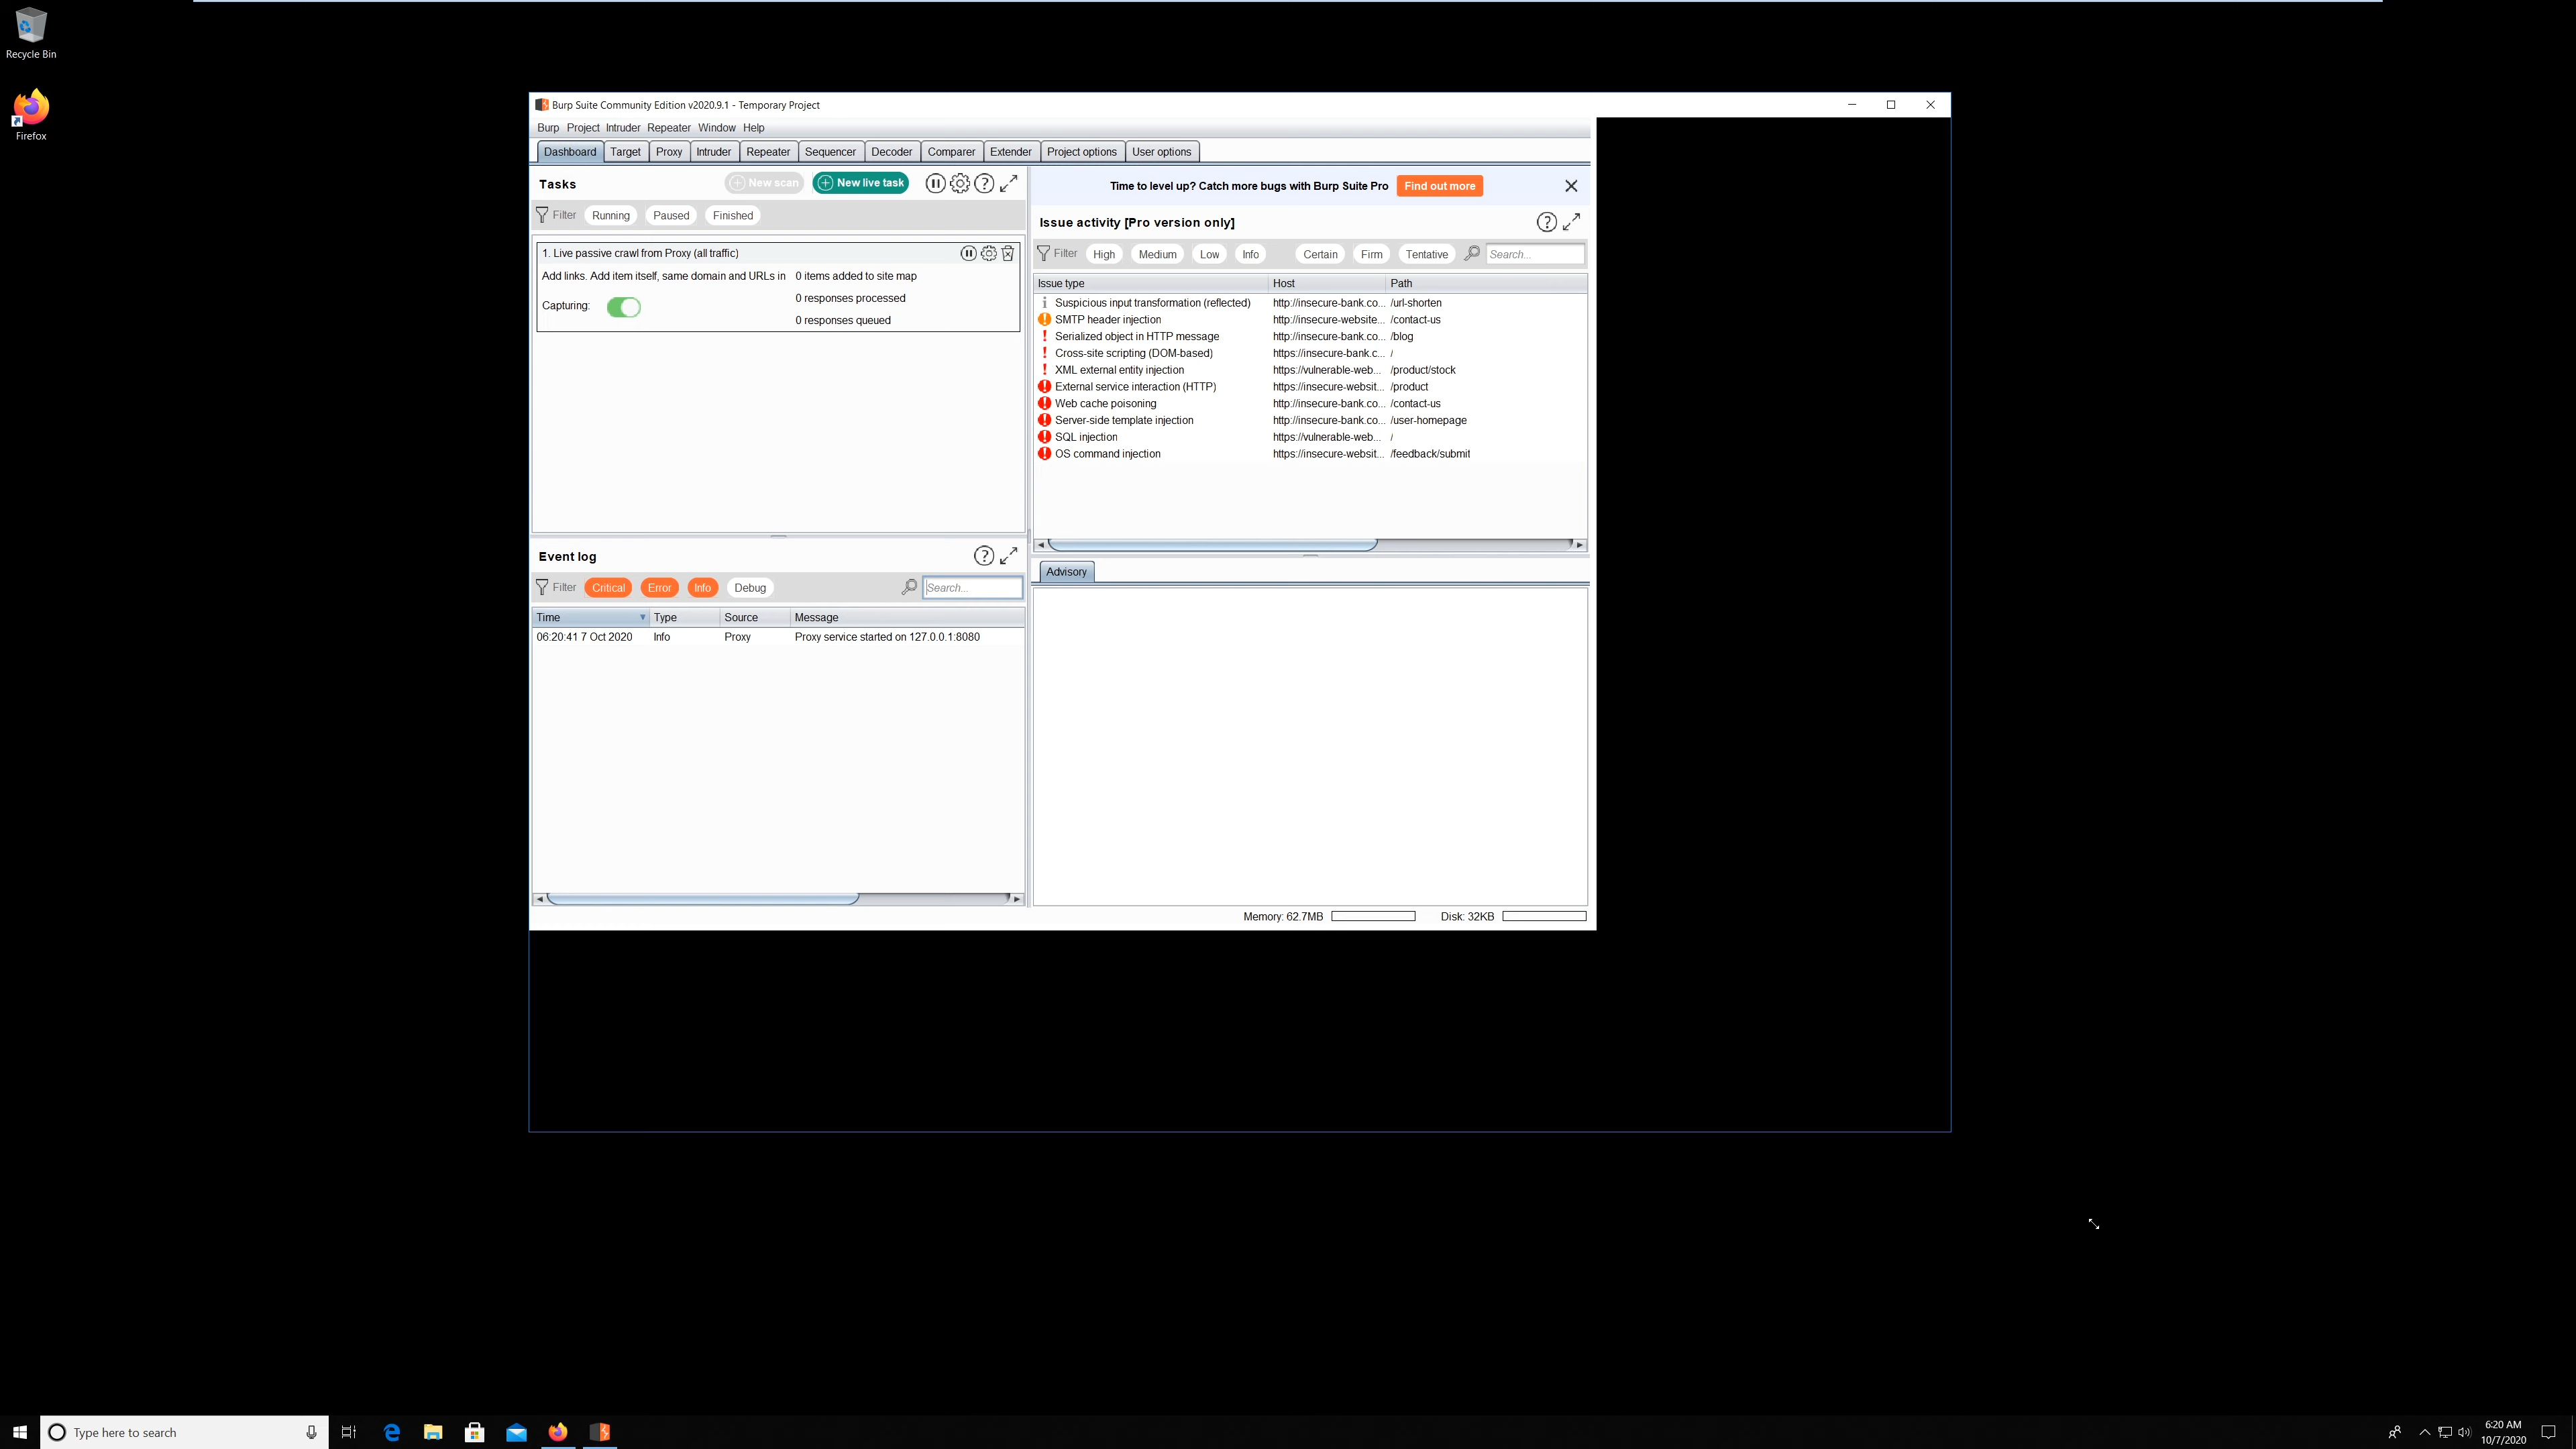 Recycle Bin
Firefox
Burp Suite Community Edition v2020.9.1 - Temporary Project
Burp Project Intruder Repeater Window Help
Dashboard Target Proxy Intruder Repeater Sequencer Decoder Comparer Extender Project options User options
Tasks New scan New live task
Filter Running Paused Finished
1. Live passive crawl from Proxy (all traffic)
Add links. Add item itself, same domain and URLs in 0 items added to site map
Capturing: 0 responses processed
0 responses queued
Time to level up? Catch more bugs with Burp Suite Pro Find out more
Issue activity [Pro version only]
Filter High Medium Low Info Certain Firm Tentative Search...
Issue type Host Path
Suspicious input transformation (reflected) http://insecure-bank.co... /url-shorten
SMTP header injection http://insecure-website... /contact-us
Serialized object in HTTP message http://insecure-bank.co... /blog
Cross-site scripting (DOM-based) https://insecure-bank.c... /
XML external entity injection https://vulnerable-web... /product/stock
External service interaction (HTTP) https://insecure-websit... /product
Web cache poisoning http://insecure-bank.co... /contact-us
Server-side template injection http://insecure-bank.co... /user-homepage
SQL injection https://vulnerable-web... /
OS command injection https://insecure-websit... /feedback/submit
Event log
Filter Critical Error Info Debug Search...
Time Type Source Message
06:20:41 7 Oct 2020 Info Proxy Proxy service started on 127.0.0.1:8080
Advisory
Memory: 62.7MB Disk: 32KB
Type here to search
6:20 AM
10/7/2020